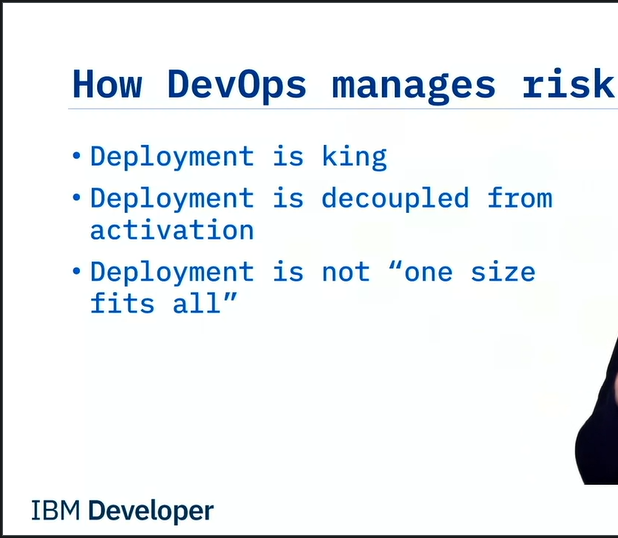 How DevOps manages risk
• Deployment is king
• Deployment is decoupled from
activation
• Deployment is not “one size
fits all”
IBM Developer